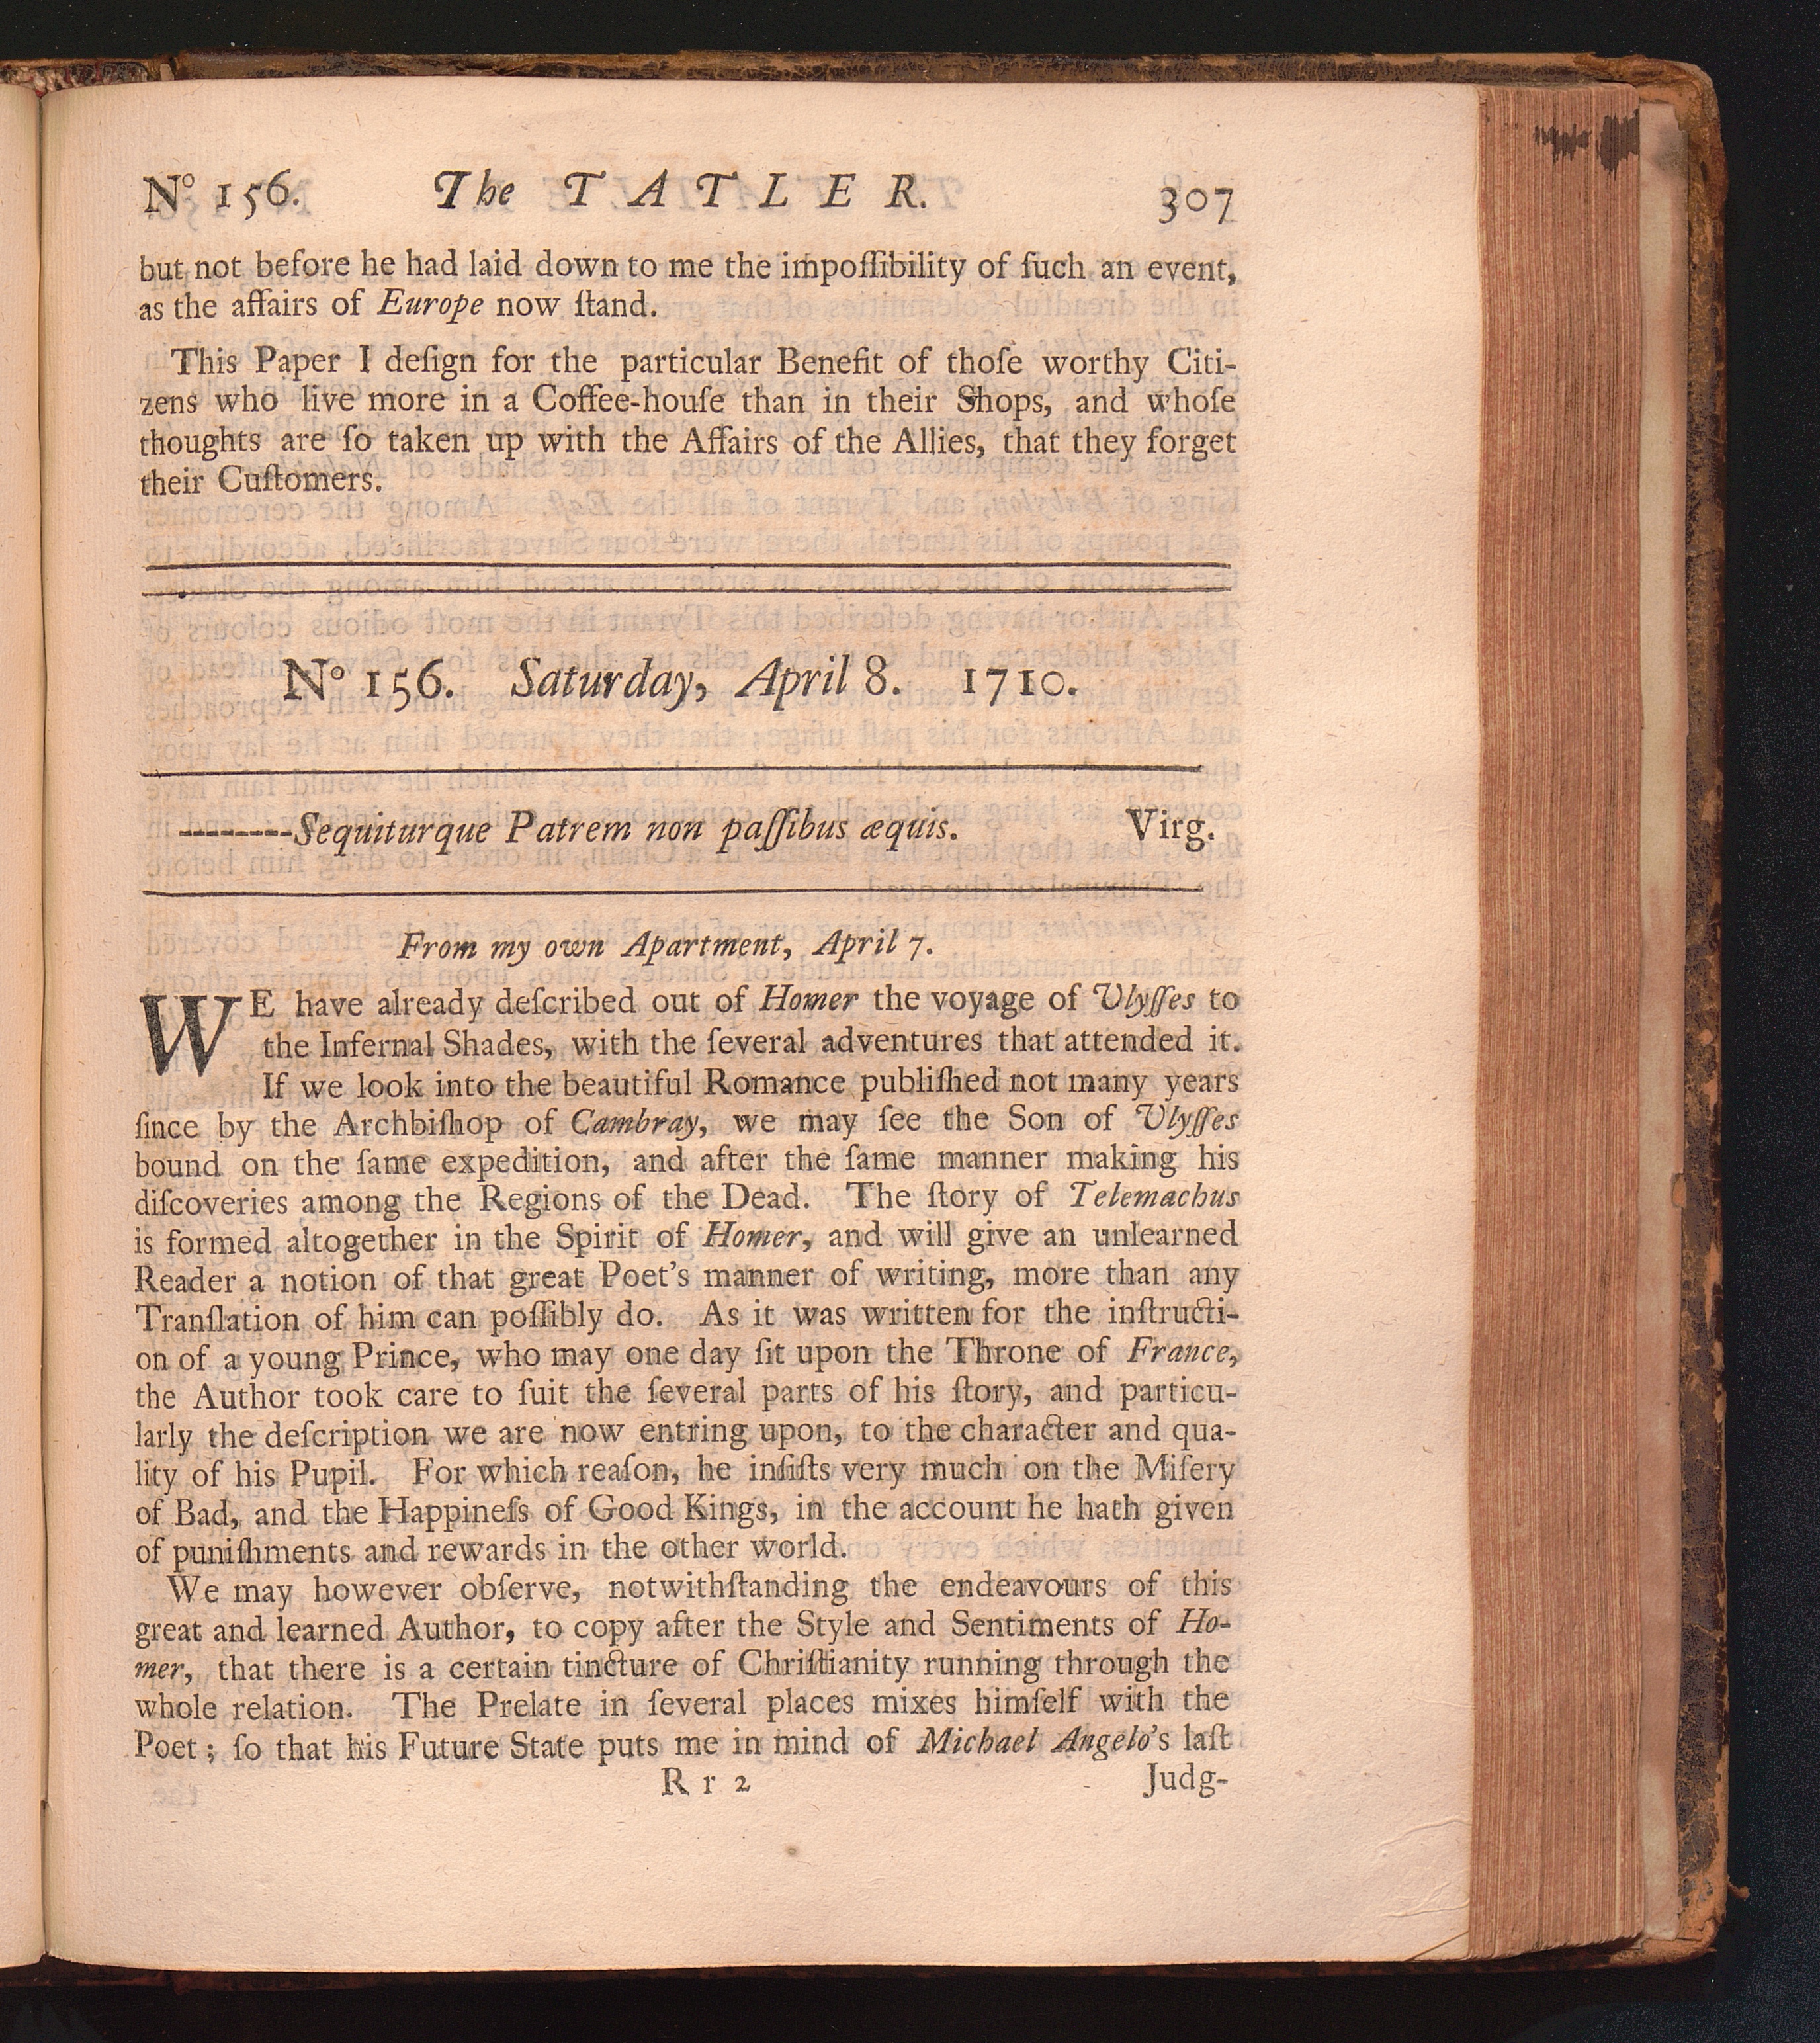 Nº 156. The TATLER. 307
but not before he had laid down to me the impoſſibility of ſuch an event,
as the affairs of Europe now ſtand.
This Paper I deſign for the particular Benefit of thoſe worthy Citi-
zens who live more in a Coffee-houſe than in their Shops, and whoſe
thoughts are ſo taken up with the Affairs of the Allies, that they forget
their Cuſtomers.
Nº 156. Saturday, April 8. 1710.
--------Sequiturque Patrem non paſſibus æquis. Virg.
From my own Apartment, April 7.
WE have already deſcribed out of Homer the voyage of Ulyſſes to
the Infernal Shades, with the ſeveral adventures that attended it.
If we look into the beautiful Romance publiſhed not many years
ſince by the Archbiſhop of Cambray, we may ſee the Son of Ulyſſes
bound on the ſame expedition, and after the ſame manner making his
diſcoveries among the Regions of the Dead. The ſtory of Telemachus
is formed altogether in the Spirit of Homer, and will give an unlearned
Reader a notion of that great Poet's manner of writing, more than any
Tranſlation of him can poſſibly do. As it was written for the inſtructi-
on of a young Prince, who may one day ſit upon the Throne of France,
the Author took care to ſuit the ſeveral parts of his ſtory, and particu-
larly the deſcription we are now entring upon, to the character and qua-
lity of his Pupil. For which reaſon, he inſiſts very much on the Miſery
of Bad, and the Happineſs of Good Kings, in the account he hath given
of puniſhments and rewards in the other world.
We may however obſerve, notwithſtanding the endeavours of this
great and learned Author, to copy after the Style and Sentiments of Ho-
mer, that there is a certain tincture of Chriſtianity running through the
whole relation. The Prelate in ſeveral places mixes himſelf with the
Poet; ſo that his Future State puts me in mind of Michael Angelo's laſt
R r 2 Judg-